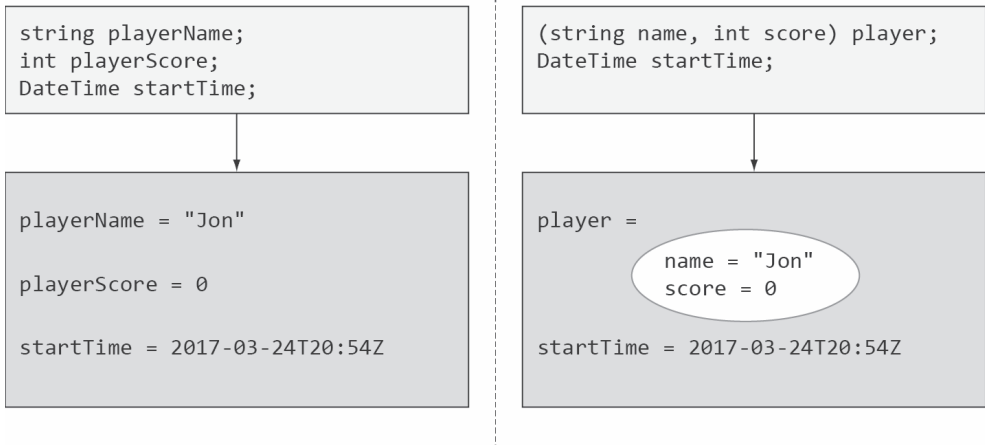 string playerName;
int playerScore;
DateTime startTime;
playerName = "Jon"
playerScore = 0
startTime = 2017-03-24T20:54Z
(string name, int score) player;
DateTime startTime;
player =
name = "Jon"
score = 0
startTime = 2017-03-24T20:54Z